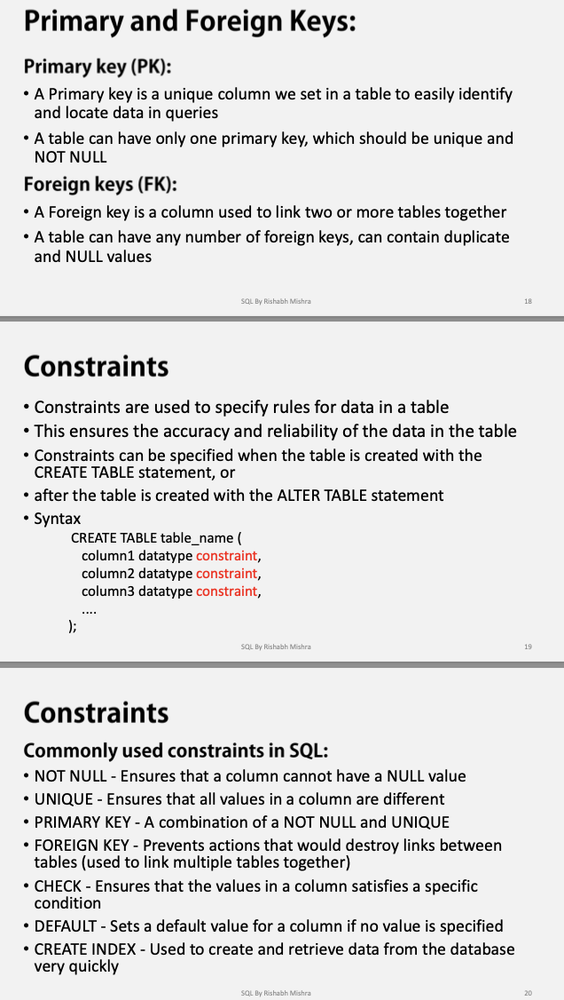 Primary and Foreign Keys:
Primary key (PK):
• A Primary key is a unique column we set in a table to easily identify
and locate data in queries
• A table can have only one primary key, which should be unique and
NOT NULL
Foreign keys (FK):
• A Foreign key is a column used to link two or more tables together
• A table can have any number of foreign keys, can contain duplicate
and NULL values
SQL By Rishabh Mishra 18
Constraints
• Constraints are used to specify rules for data in a table
• This ensures the accuracy and reliability of the data in the table
• Constraints can be specified when the table is created with the
CREATE TABLE statement, or
• after the table is created with the ALTER TABLE statement
• Syntax
CREATE TABLE table_name (
column1 datatype constraint,
column2 datatype constraint,
column3 datatype constraint,
....
);
SQL By Rishabh Mishra 19
Constraints
Commonly used constraints in SQL:
• NOT NULL - Ensures that a column cannot have a NULL value
• UNIQUE - Ensures that all values in a column are different
• PRIMARY KEY - A combination of a NOT NULL and UNIQUE
• FOREIGN KEY - Prevents actions that would destroy links between
tables (used to link multiple tables together)
• CHECK - Ensures that the values in a column satisfies a specific
condition
• DEFAULT - Sets a default value for a column if no value is specified
• CREATE INDEX - Used to create and retrieve data from the database
very quickly
SQL By Rishabh Mishra 20